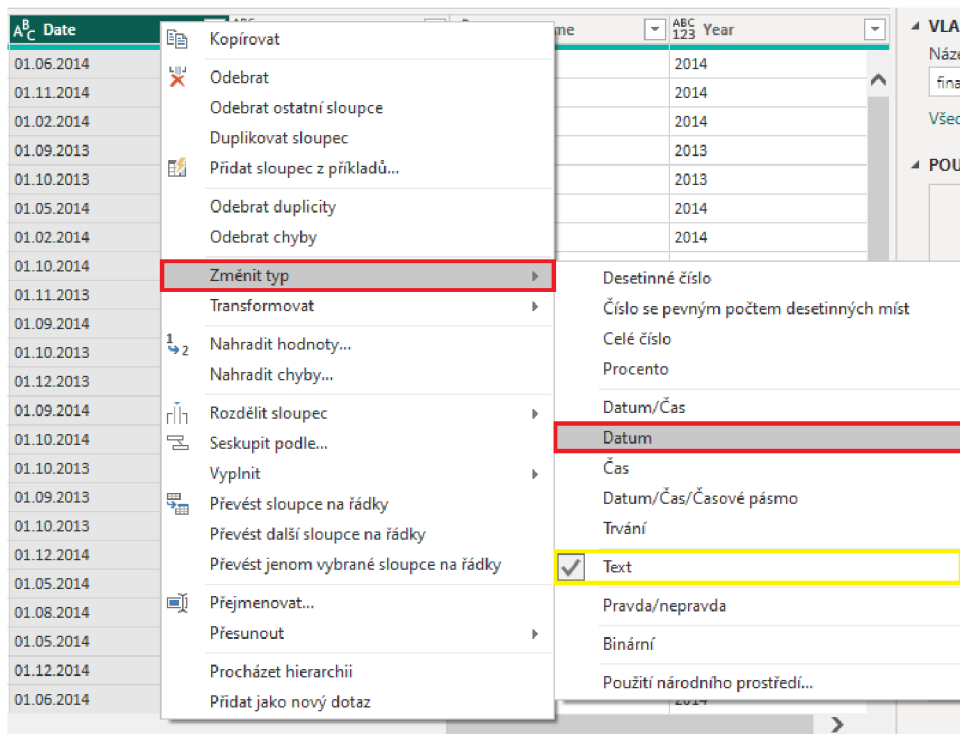 ABC Date
ABC
me
ABC 123 Year
01.06.2014
01.11.2014
01.02.2014
01.09.2013
01.10.2013
01.05.2014
01.02.2014
01.10.2014
01.11.2013
01.09.2014
01.10.2013
01.12.2013
01.09.2014
01.10.2014
01.10.2013
01.09.2013
01.10.2013
01.12.2014
01.05.2014
01.08.2014
01.05.2014
01.12.2014
01.06.2014
Kopírovat
Odebrat
Odebrat ostatní sloupce
Duplikovat sloupec
Přidat sloupec z příkladů...
Odebrat duplicity
Odebrat chyby
Změnit typ
Transformovat
1 2 Nahradit hodnoty...
Nahradit chyby...
Rozdělit sloupec
Seskupit podle...
Vyplnit
Převést sloupce na řádky
Převést další sloupce na řádky
Převést jenom vybrané sloupce na řádky
Přejmenovat...
Přesunout
Procházet hierarchii
Přidat jako nový dotaz
2014
2014
2014
2013
2013
2014
2014
Desetinné číslo
Číslo se pevným počtem desetinných míst
Celé číslo
Procento
Datum/Čas
Datum
Čas
Datum/Čas/Časové pásmo
Trvání
Text
Pravda/nepravda
Binární
Použití národního prostředí...
2014
VLA
Náze
fina
Všec
POU